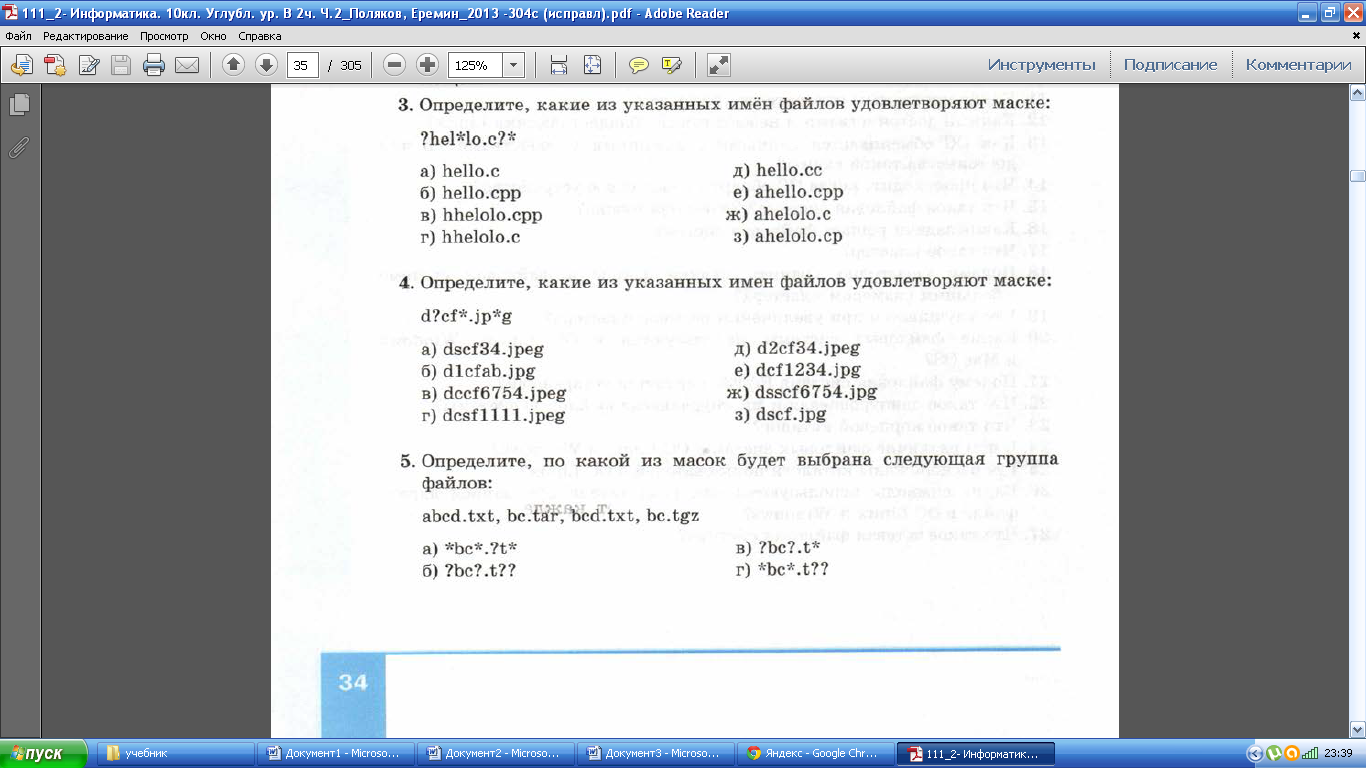 111_2- Информатика. 10кл. Углубл. ур. В 2ч. Ч.2_Поляков, Еремин_2013 -304с (исправл).pdf - Adobe Reader
Файл Редактирование Просмотр Окно Справка
35 / 305 125% Инструменты Подписание Комментарии
3. Определите, какие из указанных имён файлов удовлетворяют маске:
?hel*lo.c?*
а) hello.c д) hello.cc
б) hello.cpp е) ahello.cpp
в) hhelolo.cpp ж) ahelolo.c
г) hhelolo.c з) ahelolo.cp
4. Определите, какие из указанных имен файлов удовлетворяют маске:
d?cf*.jp*g
а) dscf34.jpeg д) d2cf34.jpeg
б) d1cfab.jpg е) dcf1234.jpg
в) dccf6754.jpeg ж) dsscf6754.jpg
г) dcsf1111.jpeg з) dscf.jpg
5. Определите, по какой из масок будет выбрана следующая группа
файлов:
abcd.txt, bc.tar, bcd.txt, bc.tgz
а) *bc*.?t* в) ?bc?.t*
б) ?bc?.t?? г) *bc*.t??
34
пуск учебник Документ1 - Microso... Документ2 - Microso... Документ3 - Microso... Яндекс - Google Chr... 111_2- Информатик... 23:39